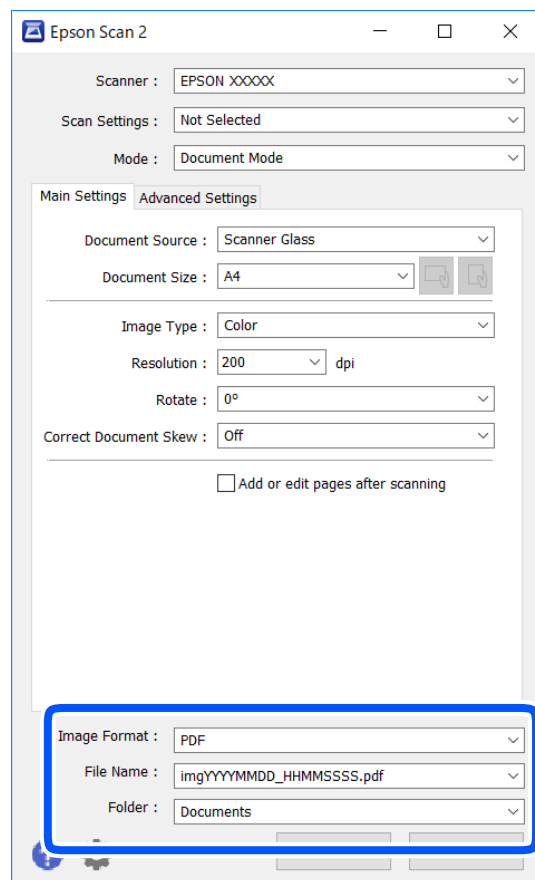 Epson Scan 2
Scanner : EPSON XXXXX
Scan Settings : Not Selected
Mode : Document Mode
Main Settings Advanced Settings
Document Source : Scanner Glass
Document Size : A4
Image Type : Color
Resolution : 200 dpi
Rotate : 0°
Correct Document Skew : Off
Add or edit pages after scanning
Image Format : PDF
File Name : imgYYYYMMDD_HHMMSSSS.pdf
Folder : Documents